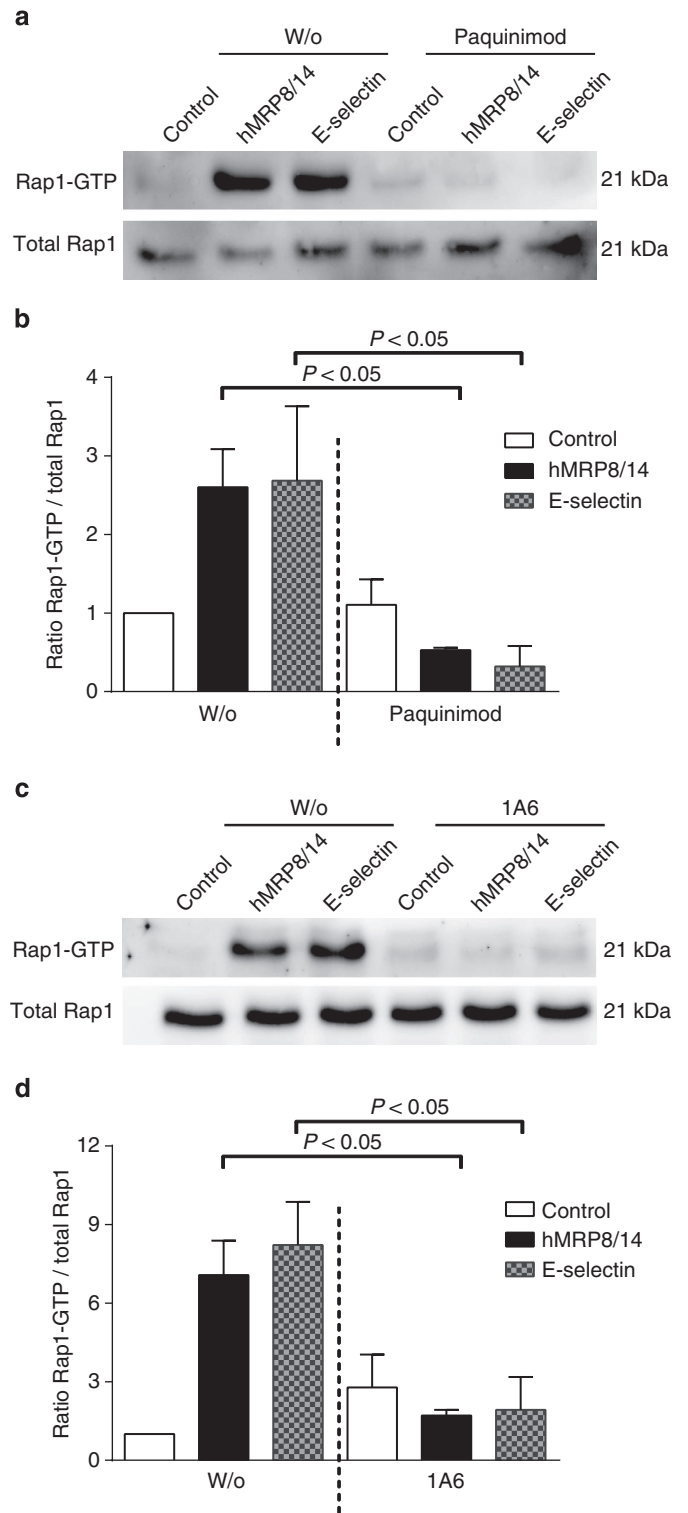 a
W/o
Paquinimod
Control
hMRP8/14
E-selectin
Control
hMRP8/14
E-selectin
Rap1-GTP
21 kDa
Total Rap1
21 kDa
b
P < 0.05
P < 0.05
4
3
2
1
0
Ratio Rap1-GTP / total Rap1
Control
hMRP8/14
E-selectin
W/o
Paquinimod
c
W/o
1A6
Control
hMRP8/14
E-selectin
Control
hMRP8/14
E-selectin
Rap1-GTP
21 kDa
Total Rap1
21 kDa
d
P < 0.05
P < 0.05
12
9
6
3
0
Ratio Rap1-GTP / total Rap1
Control
hMRP8/14
E-selectin
W/o
1A6